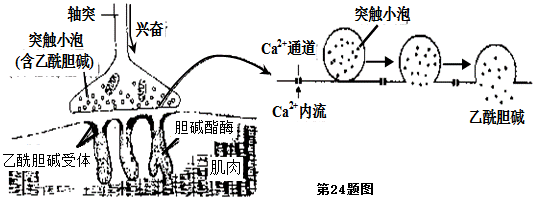 轴突
兴奋
突触小泡
(含乙酰胆碱)
胆碱酯酶
乙酰胆碱受体
肌肉
突触小泡
Ca²⁺通道
Ca²⁺内流
乙酰胆碱
第24题图